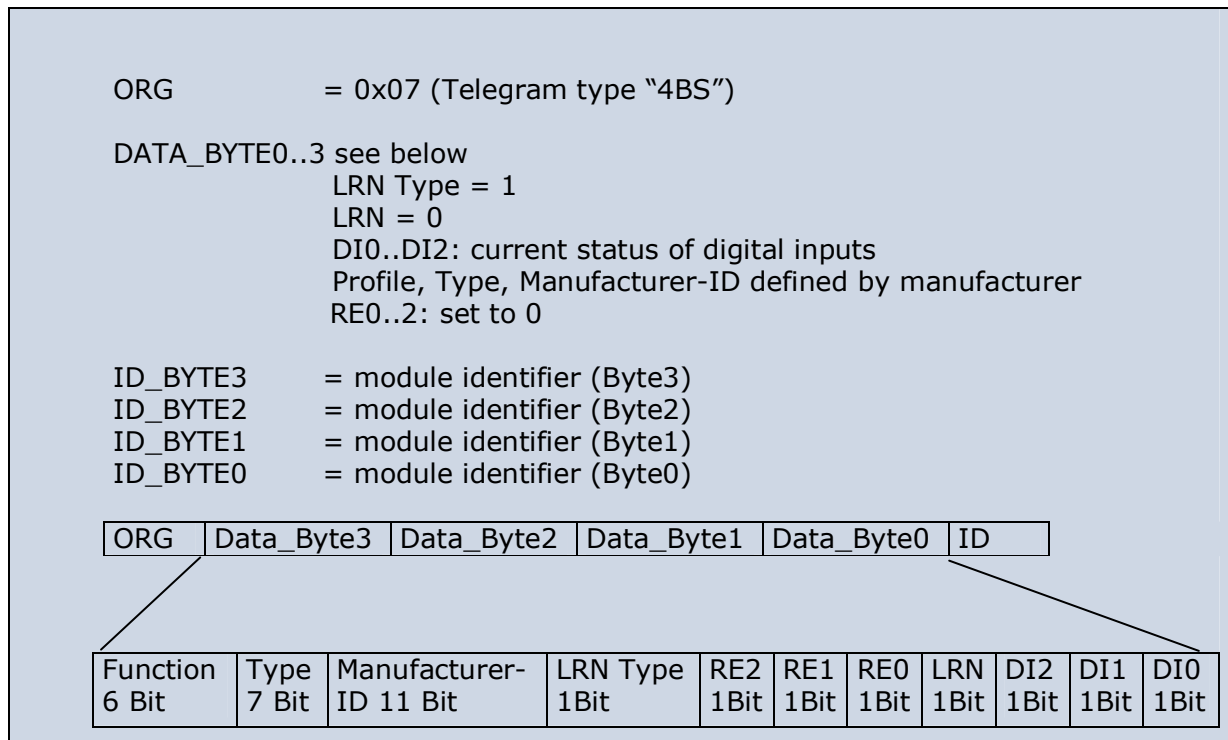 ORG = 0x07 (Telegram type “4BS”)
DATA_BYTE0..3 see below
LRN Type = 1
LRN = 0
DI0..DI2: current status of digital inputs
Profile, Type, Manufacturer-ID defined by manufacturer
RE0..2: set to 0
ID_BYTE3 = module identifier (Byte3)
ID_BYTE2 = module identifier (Byte2)
ID_BYTE1 = module identifier (Byte1)
ID_BYTE0 = module identifier (Byte0)
ORG Data_Byte3 Data_Byte2 Data_Byte1 Data_Byte0 ID
Function Type Manufacturer- LRN Type RE2 RE1 RE0 LRN DI2 DI1 DI0
6 Bit 7 Bit ID 11 Bit 1Bit 1Bit 1Bit 1Bit 1Bit 1Bit 1Bit 1Bit